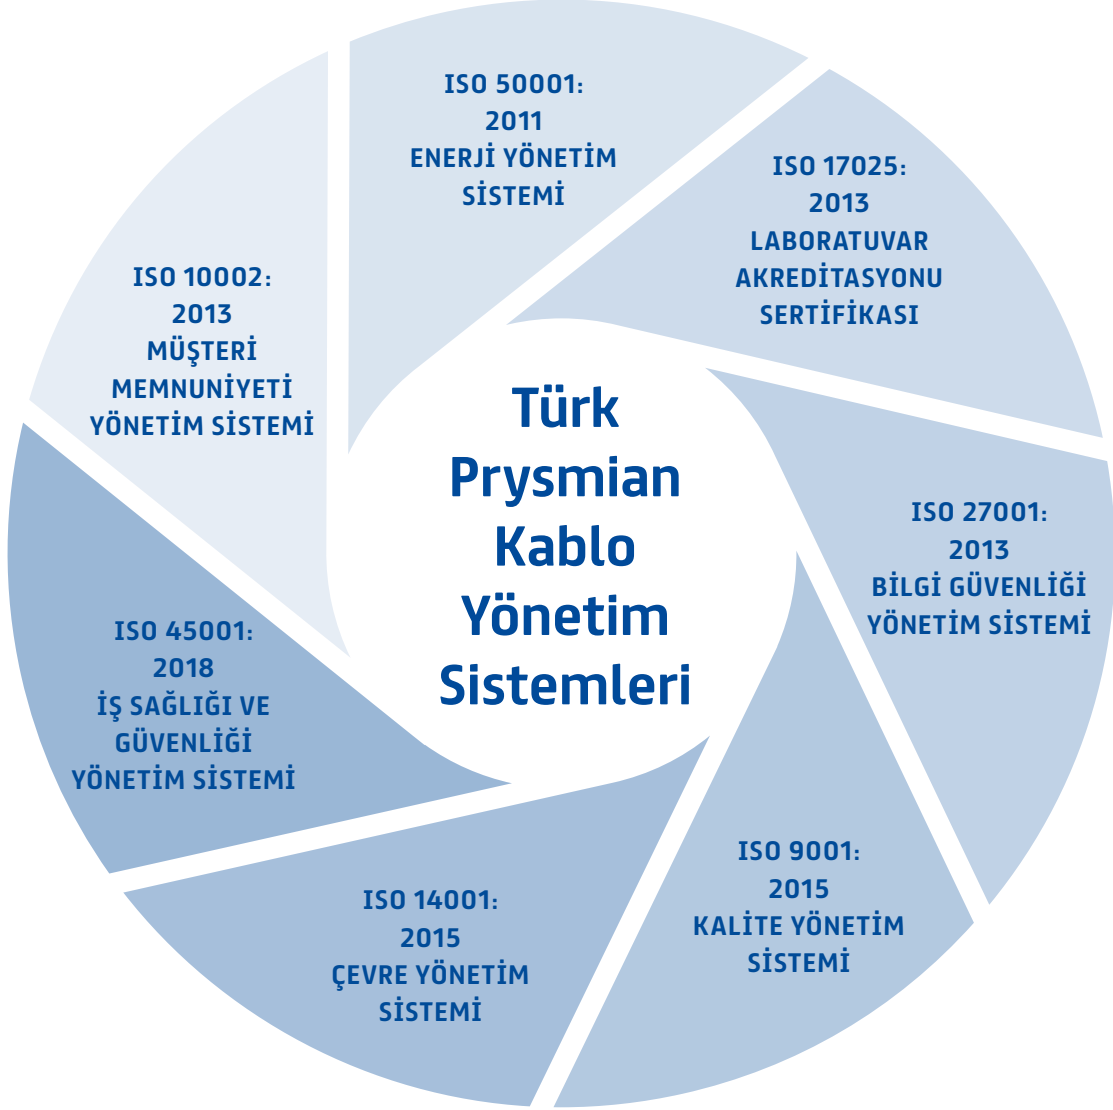 ISO 50001:
2011
ENERJİ YÖNETİM
SİSTEMİ
ISO 17025:
2013
LABORATUVAR
AKREDİTASYONU
SERTİFİKASI
ISO 27001:
2013
BİLGİ GÜVENLİĞİ
YÖNETİM SİSTEMİ
ISO 9001:
2015
KALİTE YÖNETİM
SİSTEMİ
ISO 14001:
2015
ÇEVRE YÖNETİM
SİSTEMİ
ISO 45001:
2018
İŞ SAĞLIĞI VE
GÜVENLİĞİ
YÖNETİM SİSTEMİ
ISO 10002:
2013
MÜŞTERİ
MEMNUNİYETİ
YÖNETİM SİSTEMİ
Türk
Prysmian
Kablo
Yönetim
Sistemleri